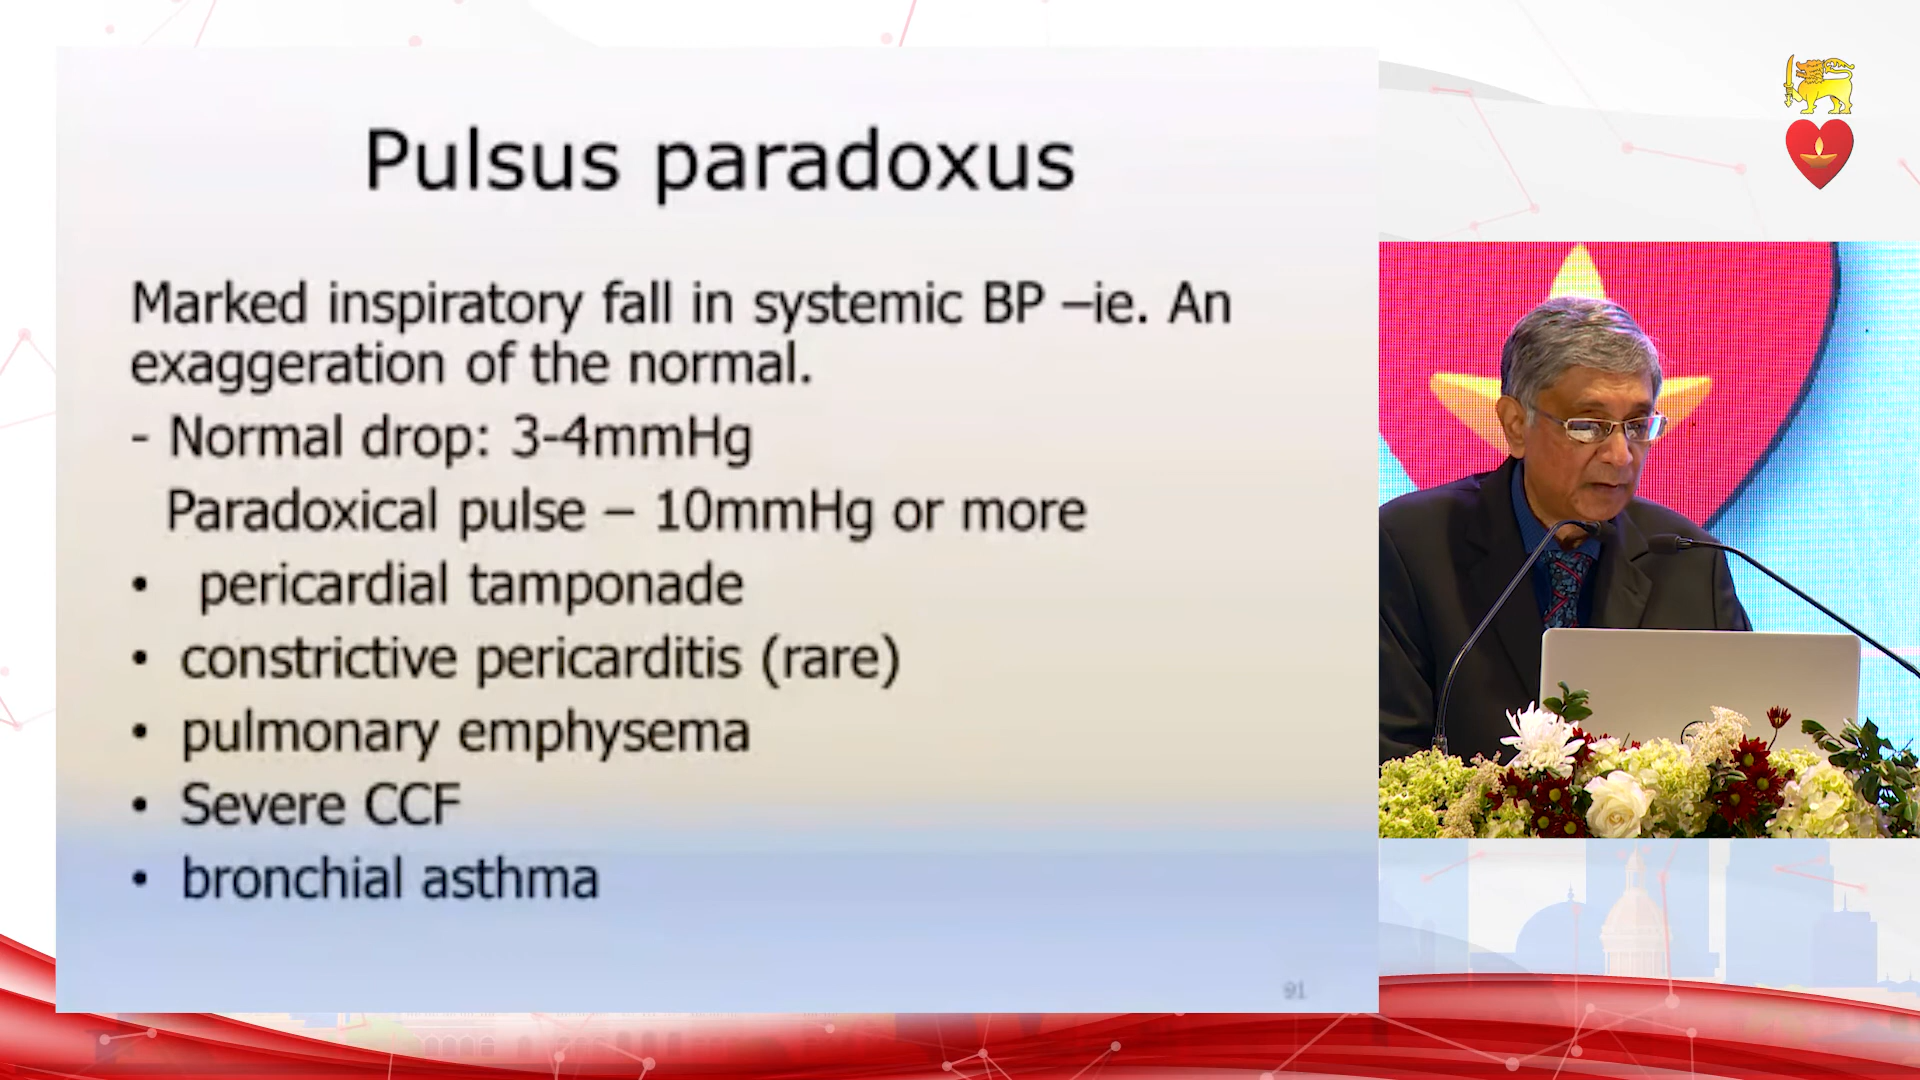 Pulsus paradoxus
Marked inspiratory fall in systemic BP –ie. An
exaggeration of the normal.
- Normal drop: 3-4mmHg
Paradoxical pulse – 10mmHg or more
• pericardial tamponade
• constrictive pericarditis (rare)
• pulmonary emphysema
• Severe CCF
• bronchial asthma
91